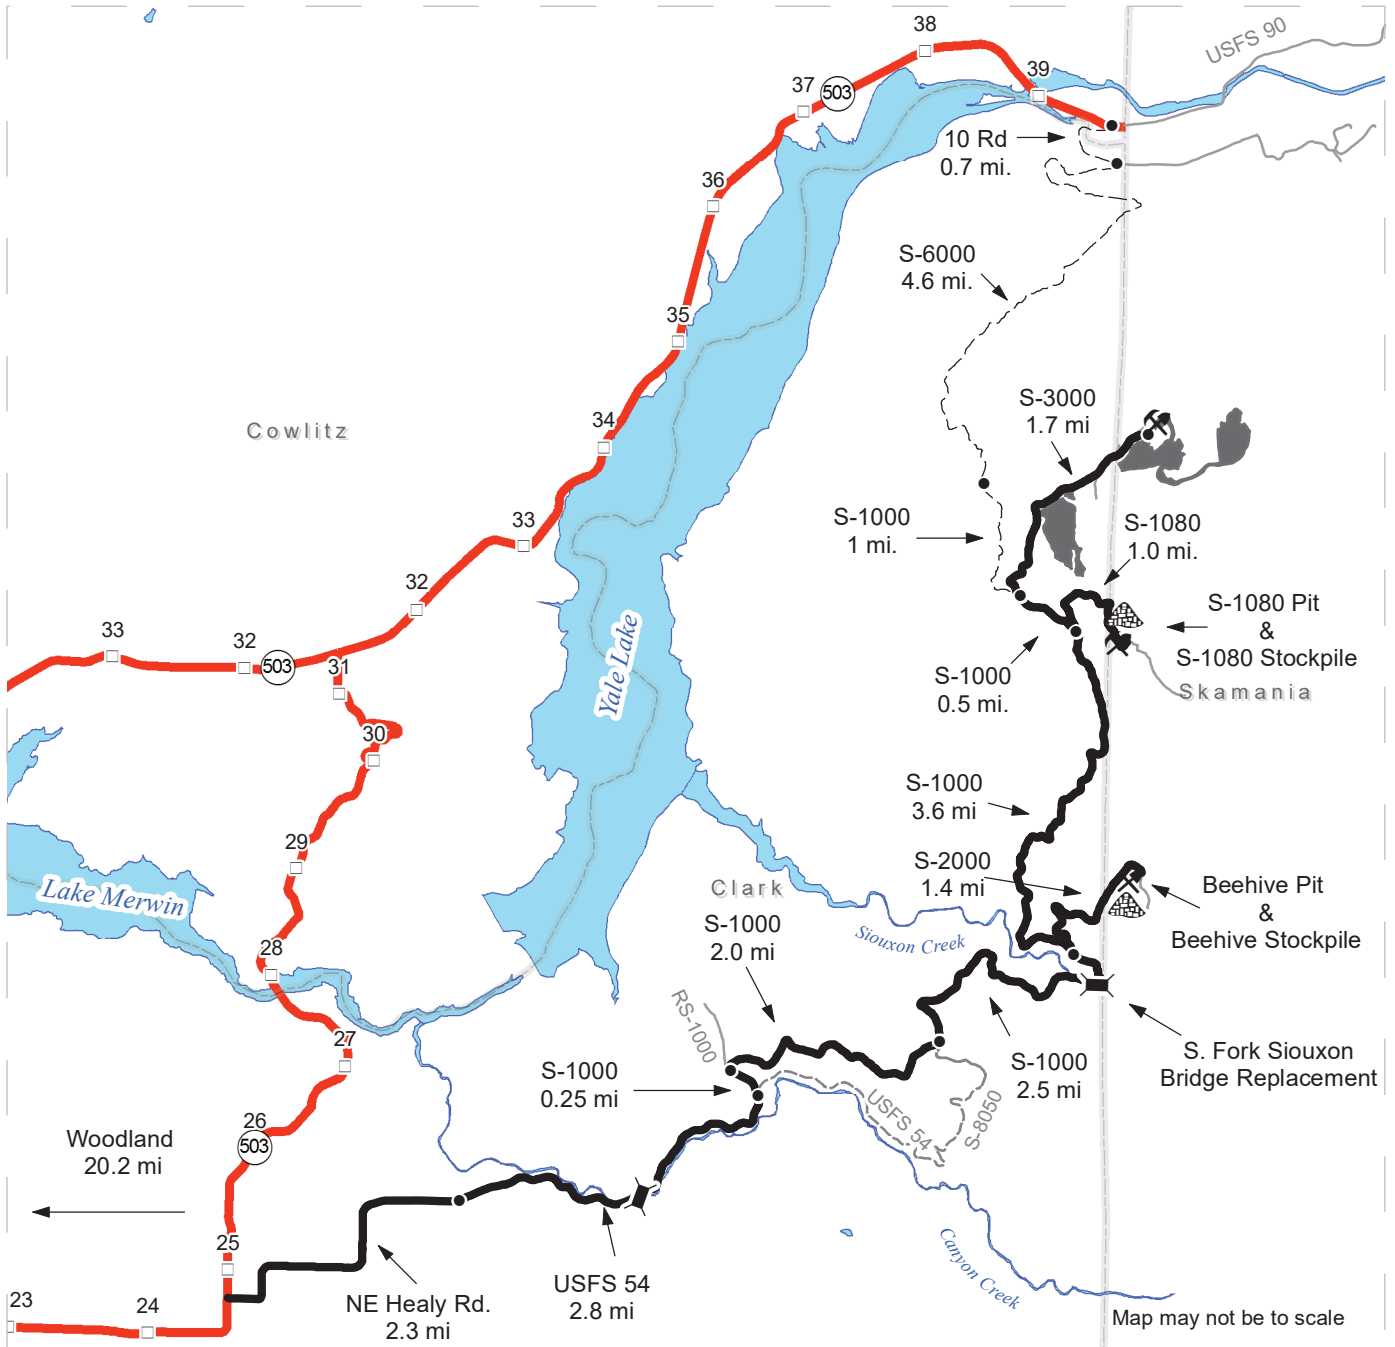 38
USFS 90
39
37
503
10 Rd
0.7 mi.
36
S-6000
4.6 mi.
35
S-3000
1.7 mi
34
Cowlitz
33
S-1000
1 mi.
S-1080
1.0 mi.
32
S-1080 Pit
&
S-1080 Stockpile
33
32
503
31
Yale Lake
S-1000
0.5 mi.
Skamania
30
S-1000
3.6 mi
29
S-2000
1.4 mi
Lake Merwin
Clark
Beehive Pit
&
Beehive Stockpile
S-1000
2.0 mi
Siouxon Creek
28
RS-1000
27
S-1000
0.25 mi
S-1000
2.5 mi
S. Fork Siouxon
Bridge Replacement
USFS 54
S-8050
26
503
Woodland
20.2 mi
25
Canyon Creek
USFS 54
2.8 mi
NE Healy Rd.
2.3 mi
23
24
Map may not be to scale